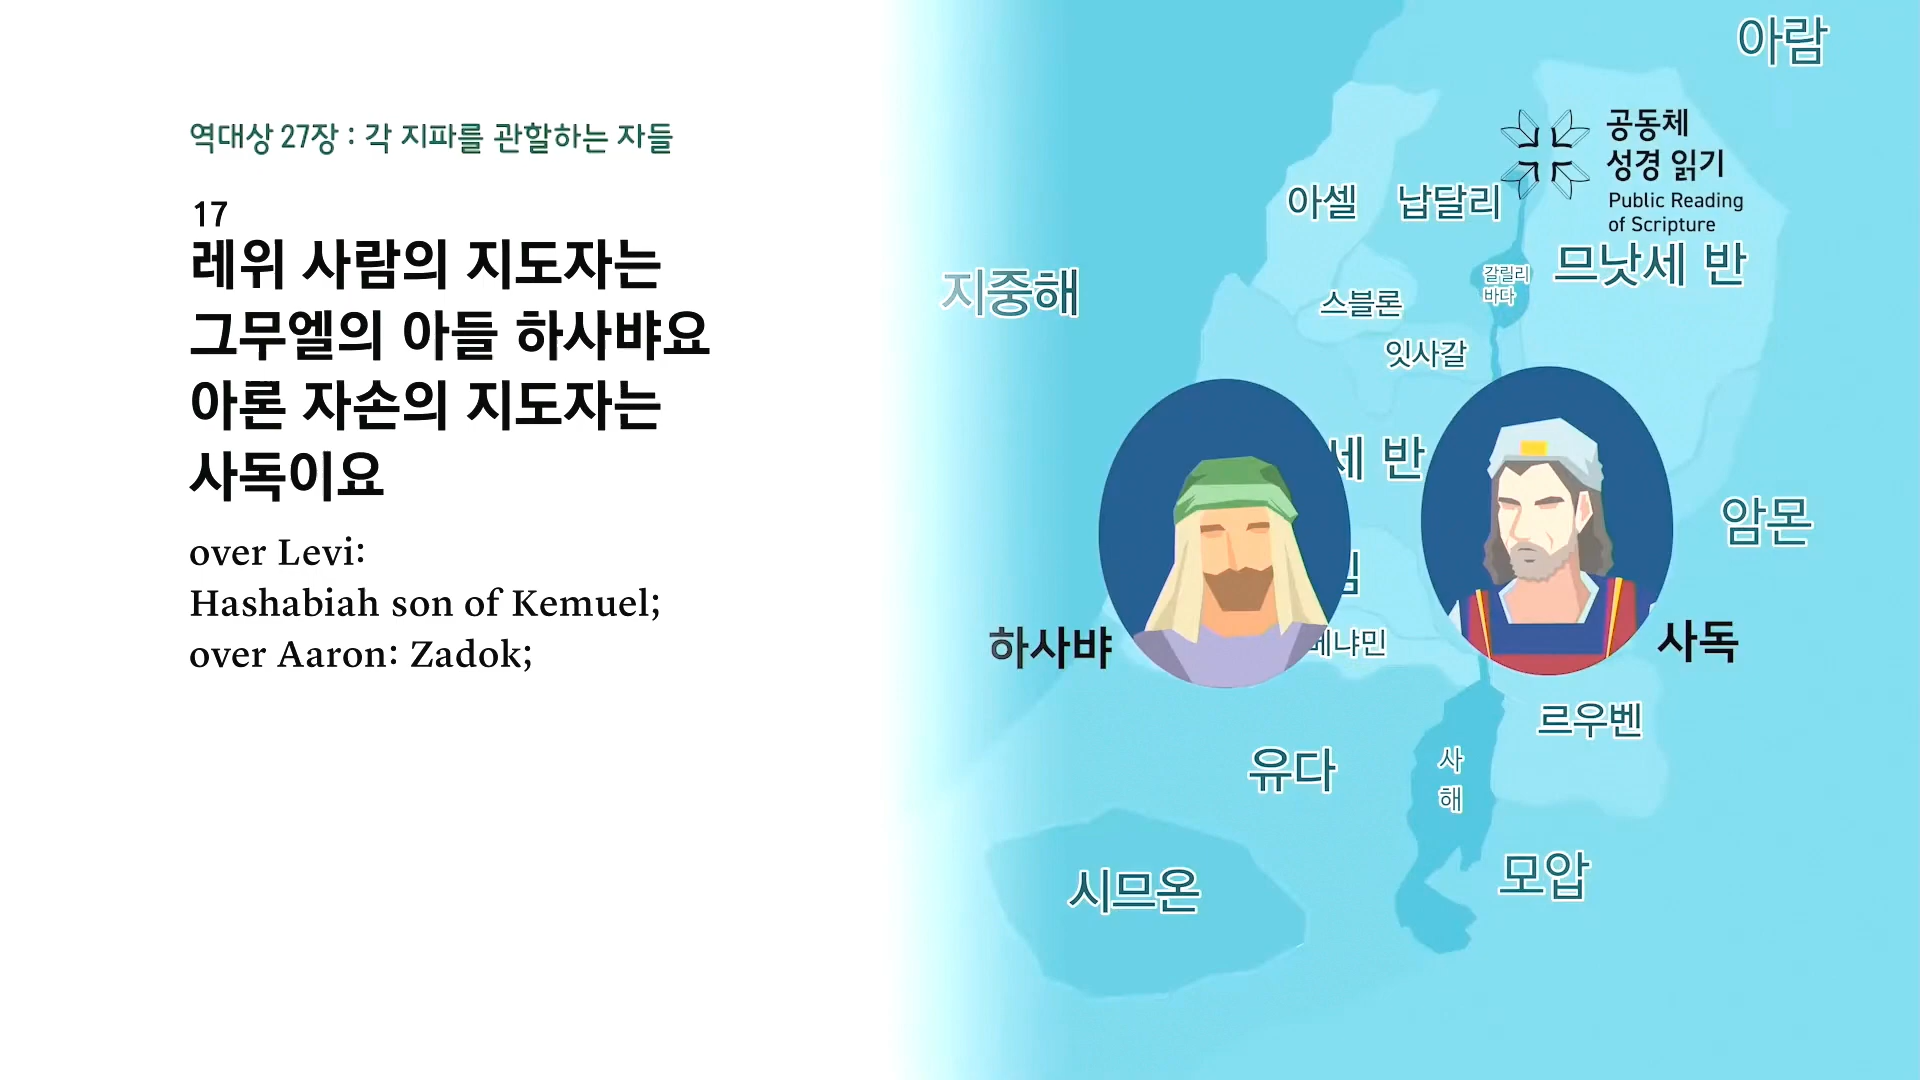 역대상 27장 : 각 지파를 관할하는 자들
17
레위 사람의 지도자는
그무엘의 아들 하사뱌요
아론 자손의 지도자는
사독이요
over Levi:
Hashabiah son of Kemuel;
over Aaron: Zadok;
아람
공동체
성경 읽기
Public Reading
of Scripture
아셀 납달리
므낫세 반
지중해
갈릴리
바다
스블론
잇사갈
세 반
암몬
하사뱌
베냐민
사독
르우벤
유다
사
해
모압
시므온